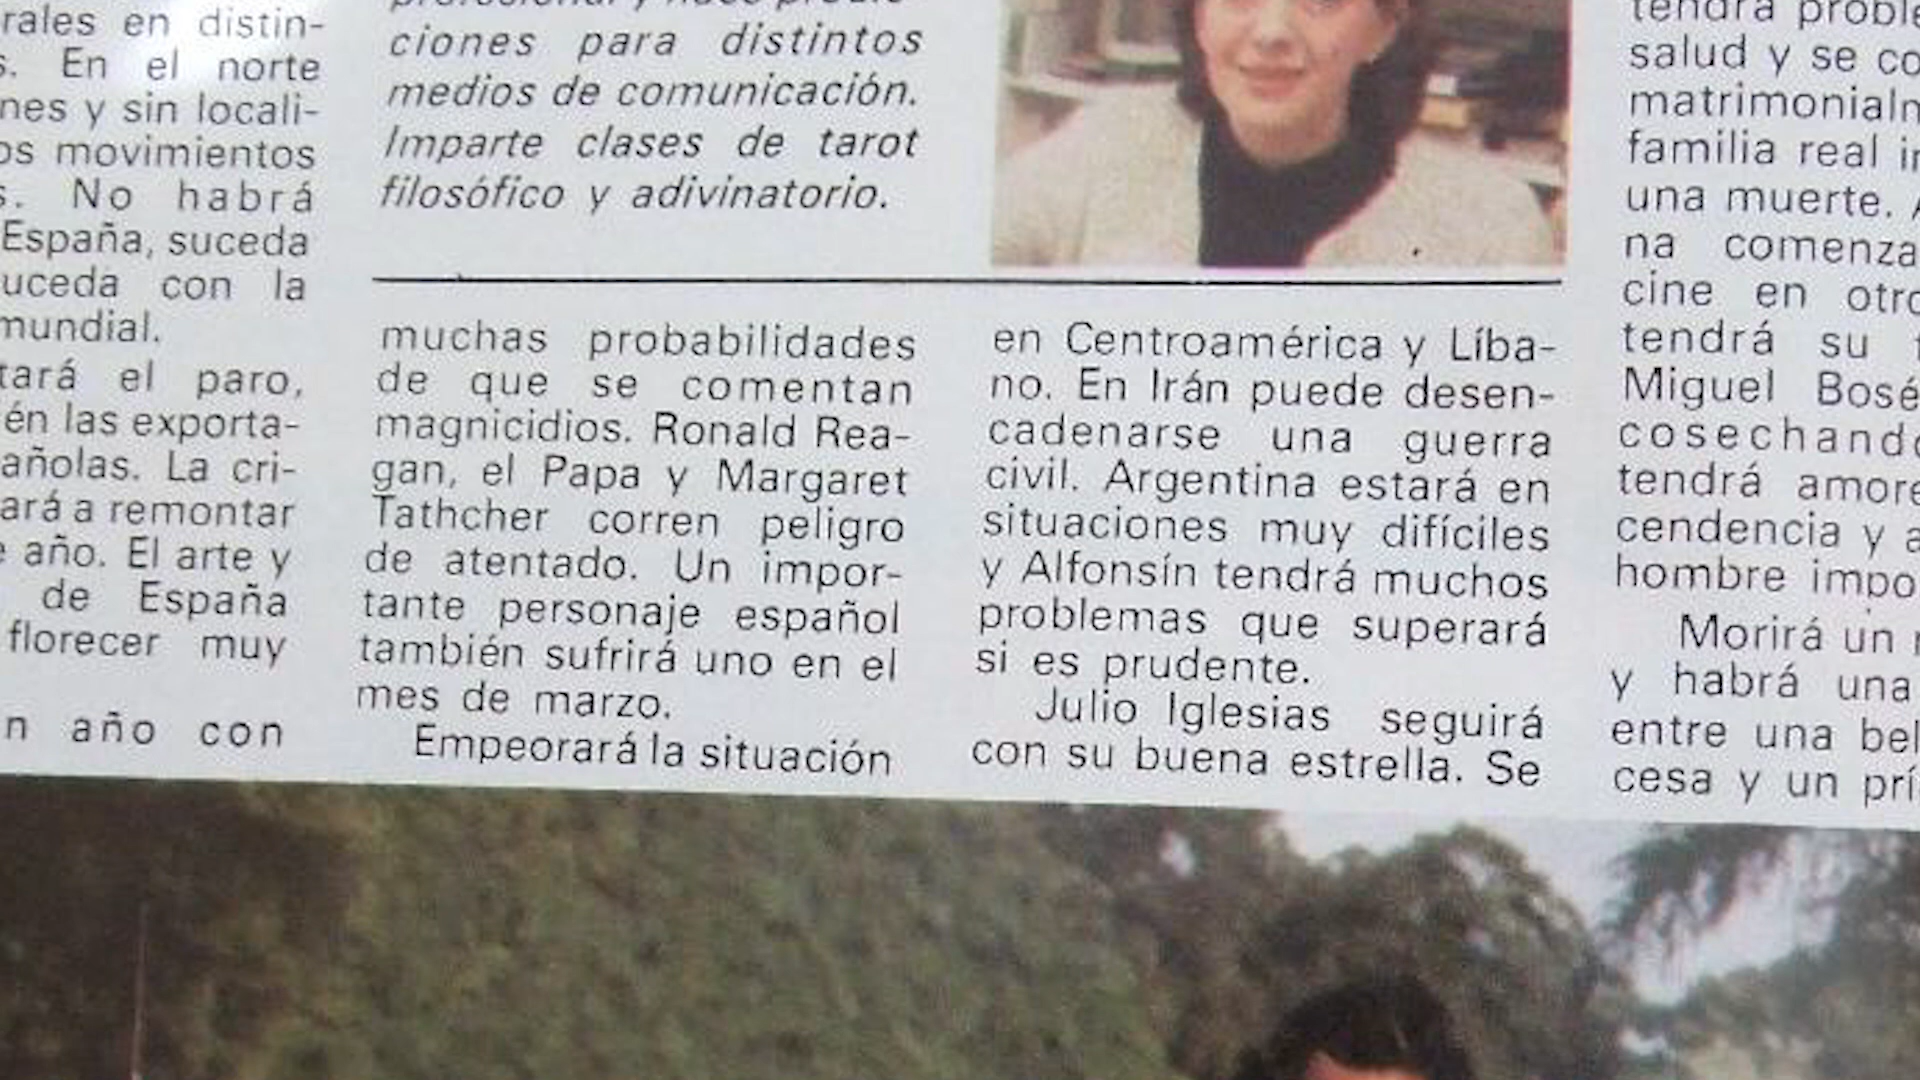 rales en distin-
s. En el norte
nes y sin locali-
os movimientos
s. No habrá
España, suceda
uceda con la
mundial.
tará el paro,
én las exporta-
añolas. La cri-
ará a remontar
e año. El arte y
de España
florecer muy
n año con
ciones para distintos
medios de comunicación.
Imparte clases de tarot
filosófico y adivinatorio.
muchas probabilidades
de que se comentan
magnicidios. Ronald Rea-
gan, el Papa y Margaret
Tathcher corren peligro
de atentado. Un impor-
tante personaje español
también sufrirá uno en el
mes de marzo.
Empeorará la situación
en Centroamérica y Líba-
no. En Irán puede desen-
cadenarse una guerra
civil. Argentina estará en
situaciones muy difíciles
y Alfonsín tendrá muchos
problemas que superará
si es prudente.
Julio Iglesias seguirá
con su buena estrella. Se
tendrá proble
salud y se co
matrimonialm
familia real in
una muerte. A
na comenza
cine en otro
tendrá su
Miguel Bosé
cosechando
tendrá amore
cendencia y a
hombre impo
Morirá un
y habrá una
entre una bel
cesa y un prí